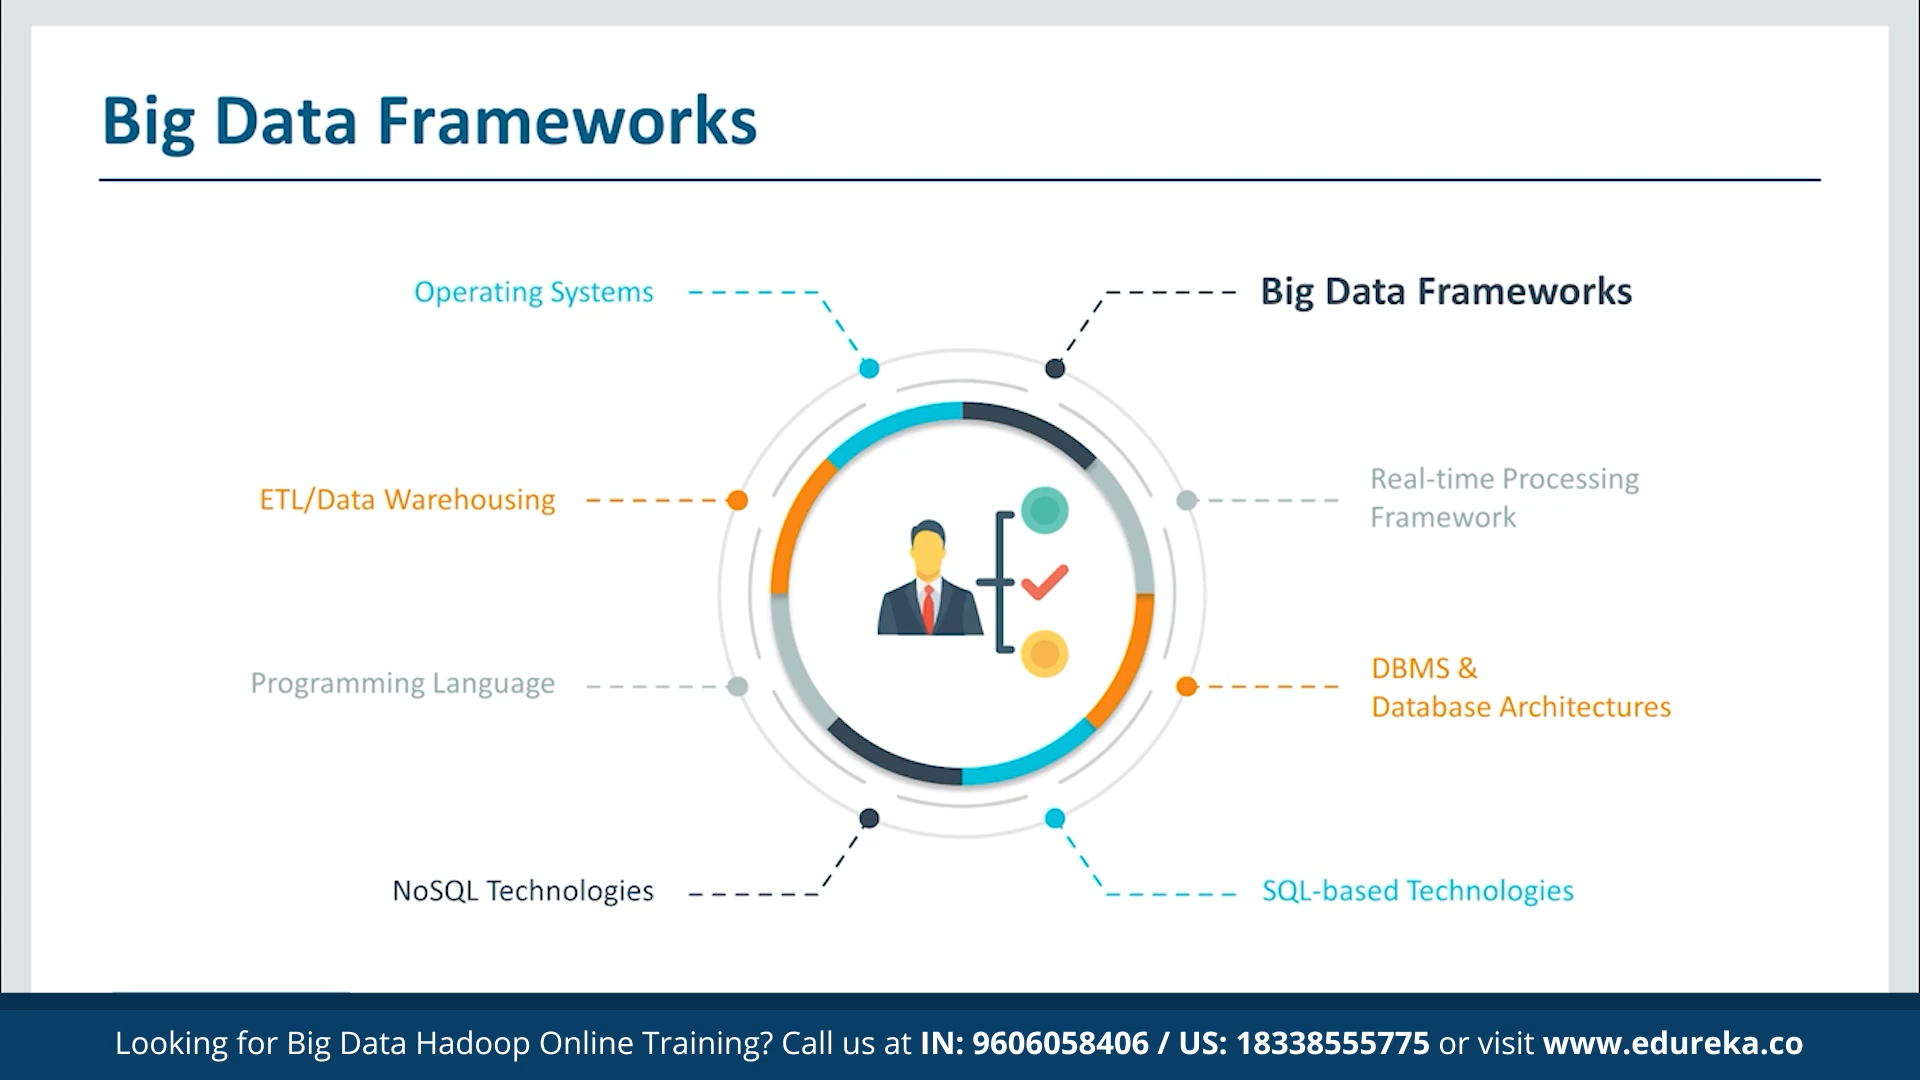 Big Data Frameworks
Operating Systems
Big Data Frameworks
ETL/Data Warehousing
Real-time Processing
Framework
Programming Language
DBMS &
Database Architectures
NoSQL Technologies
SQL-based Technologies
Looking for Big Data Hadoop Online Training? Call us at IN: 9606058406 / US: 18338555775 or visit www.edureka.co